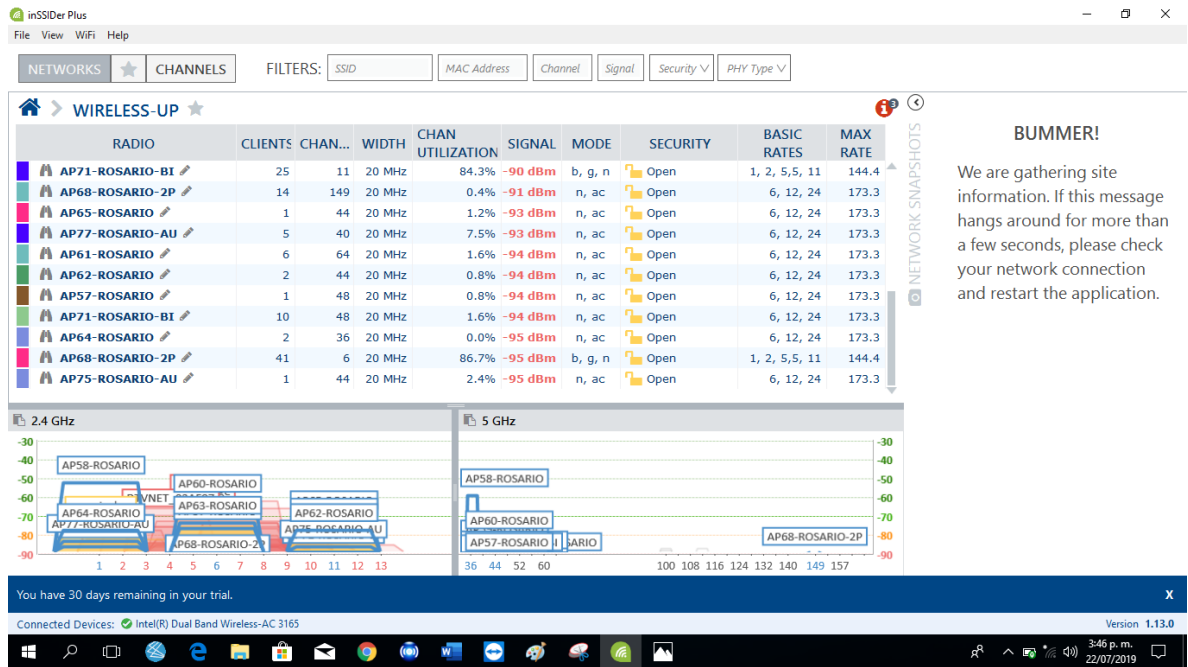 inSSIDer Plus
File View WiFi Help
NETWORKS CHANNELS FILTERS: SSID MAC Address Channel Signal Security PHY Type
WIRELESS-UP 3
RADIO CLIENTS CHAN... WIDTH CHAN UTILIZATION SIGNAL MODE SECURITY BASIC RATES MAX RATE
AP71-ROSARIO-BI 25 11 20 MHz 84.3% -90 dBm b, g, n Open 1, 2, 5,5, 11 144.4
AP68-ROSARIO-2P 14 149 20 MHz 0.4% -91 dBm n, ac Open 6, 12, 24 173.3
AP65-ROSARIO 1 44 20 MHz 1.2% -93 dBm n, ac Open 6, 12, 24 173.3
AP77-ROSARIO-AU 5 40 20 MHz 7.5% -93 dBm n, ac Open 6, 12, 24 173.3
AP61-ROSARIO 6 64 20 MHz 1.6% -94 dBm n, ac Open 6, 12, 24 173.3
AP62-ROSARIO 2 44 20 MHz 0.8% -94 dBm n, ac Open 6, 12, 24 173.3
AP57-ROSARIO 1 48 20 MHz 0.8% -94 dBm n, ac Open 6, 12, 24 173.3
AP71-ROSARIO-BI 10 48 20 MHz 1.6% -94 dBm n, ac Open 6, 12, 24 173.3
AP64-ROSARIO 2 36 20 MHz 0.0% -95 dBm n, ac Open 6, 12, 24 173.3
AP68-ROSARIO-2P 41 6 20 MHz 86.7% -95 dBm b, g, n Open 1, 2, 5,5, 11 144.4
AP75-ROSARIO-AU 1 44 20 MHz 2.4% -95 dBm n, ac Open 6, 12, 24 173.3
NETWORK SNAPSHOTS
BUMMER!
We are gathering site
information. If this message
hangs around for more than
a few seconds, please check
your network connection
and restart the application.
2.4 GHz
-30
-40
-50
-60
-70
-80
-90
AP58-ROSARIO
AP60-ROSARIO
AP64-ROSARIO
AP63-ROSARIO
AP62-ROSARIO
AP77-ROSARIO-AU
AP75-ROSARIO-AU
AP68-ROSARIO-2P
1 2 3 4 5 6 7 8 9 10 11 12 13
5 GHz
AP58-ROSARIO
AP60-ROSARIO
AP57-ROSARIO
AP68-ROSARIO-2P
-30
-40
-50
-60
-70
-80
-90
36 44 52 60 100 108 116 124 132 140 149 157
You have 30 days remaining in your trial. X
Connected Devices: Intel(R) Dual Band Wireless-AC 3165 Version 1.13.0
3:46 p. m.
22/07/2019